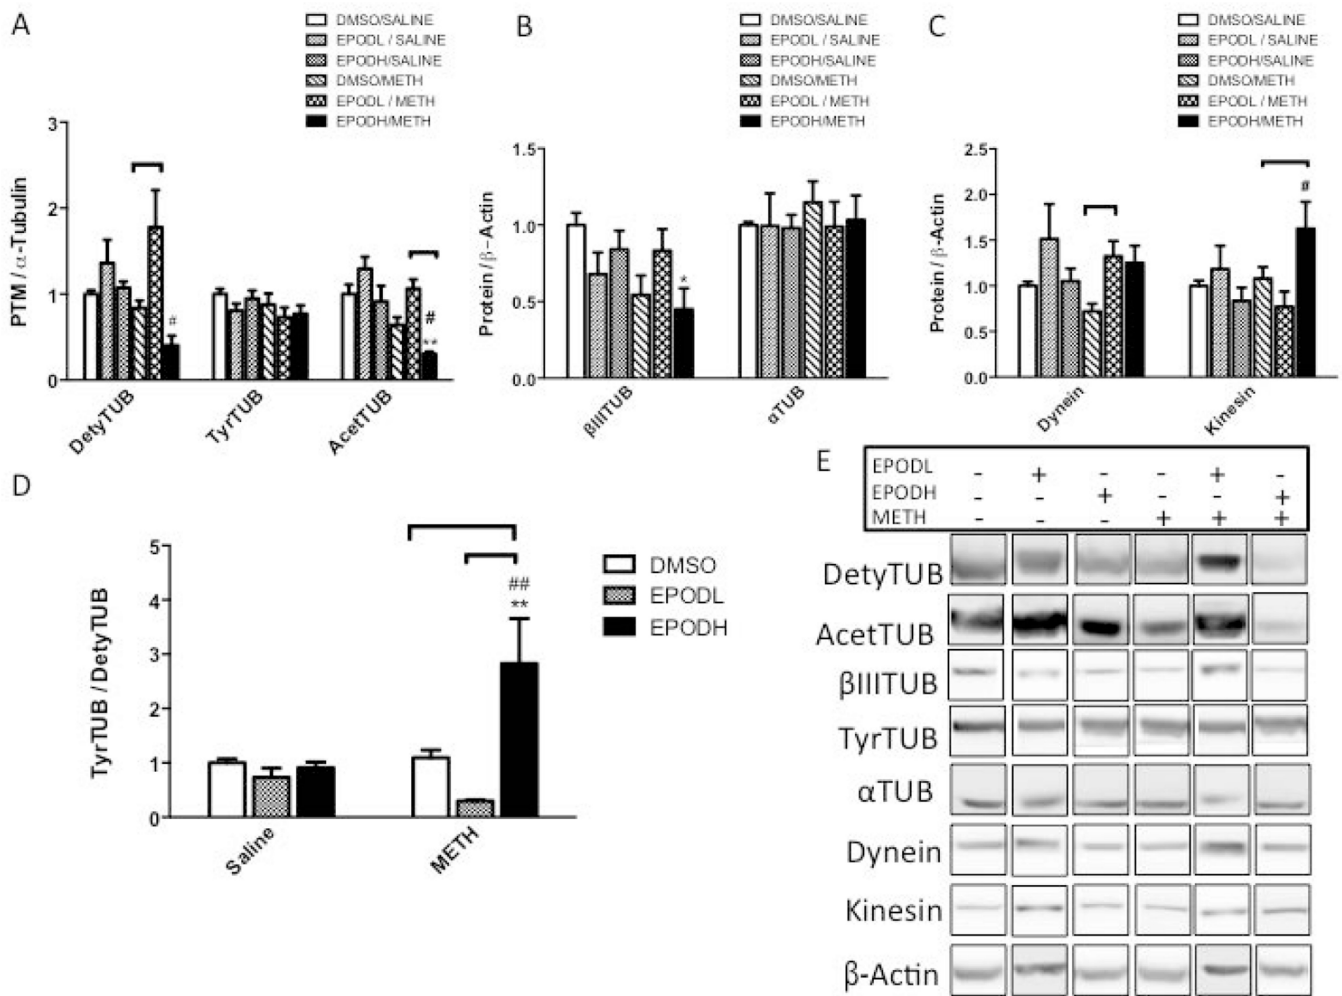 A
DMSO/SALINE
EPODL / SALINE
EPODH/SALINE
DMSO/METH
EPODL / METH
EPODH/METH
PTM / α-Tubulin
3
2
1
0
#
#
**
DetyTUB
TyrTUB
AcetTUB
B
DMSO/SALINE
EPODL / SALINE
EPODH/SALINE
DMSO/METH
EPODL / METH
EPODH/METH
Protein / β-Actin
1.5
1.0
0.5
0.0
*
βIIITUB
αTUB
C
DMSO/SALINE
EPODL / SALINE
EPODH/SALINE
DMSO/METH
EPODL / METH
EPODH/METH
Protein / β-Actin
2.5
2.0
1.5
1.0
0.5
0.0
#
Dynein
Kinesin
D
TyrTUB / DetyTUB
5
4
3
2
1
0
##
**
Saline
METH
DMSO
EPODL
EPODH
E
EPODL - + - - + -
EPODH - - + - - +
METH - - - + + +
DetyTUB
AcetTUB
βIIITUB
TyrTUB
αTUB
Dynein
Kinesin
β-Actin